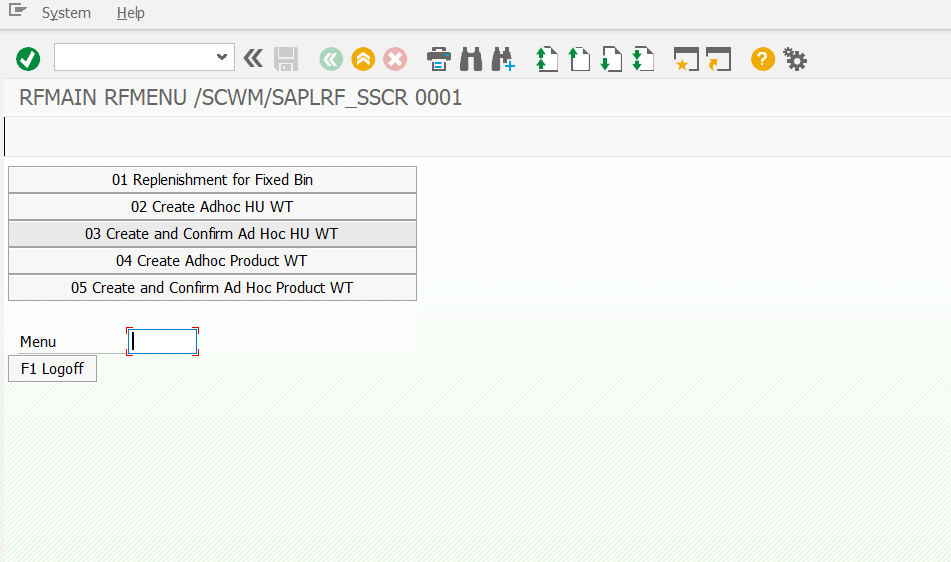 System Help
RFMAIN RFMENU /SCWM/SAPLRF_SSCR 0001
01 Replenishment for Fixed Bin
02 Create Adhoc HU WT
03 Create and Confirm Ad Hoc HU WT
04 Create Adhoc Product WT
05 Create and Confirm Ad Hoc Product WT
Menu
F1 Logoff